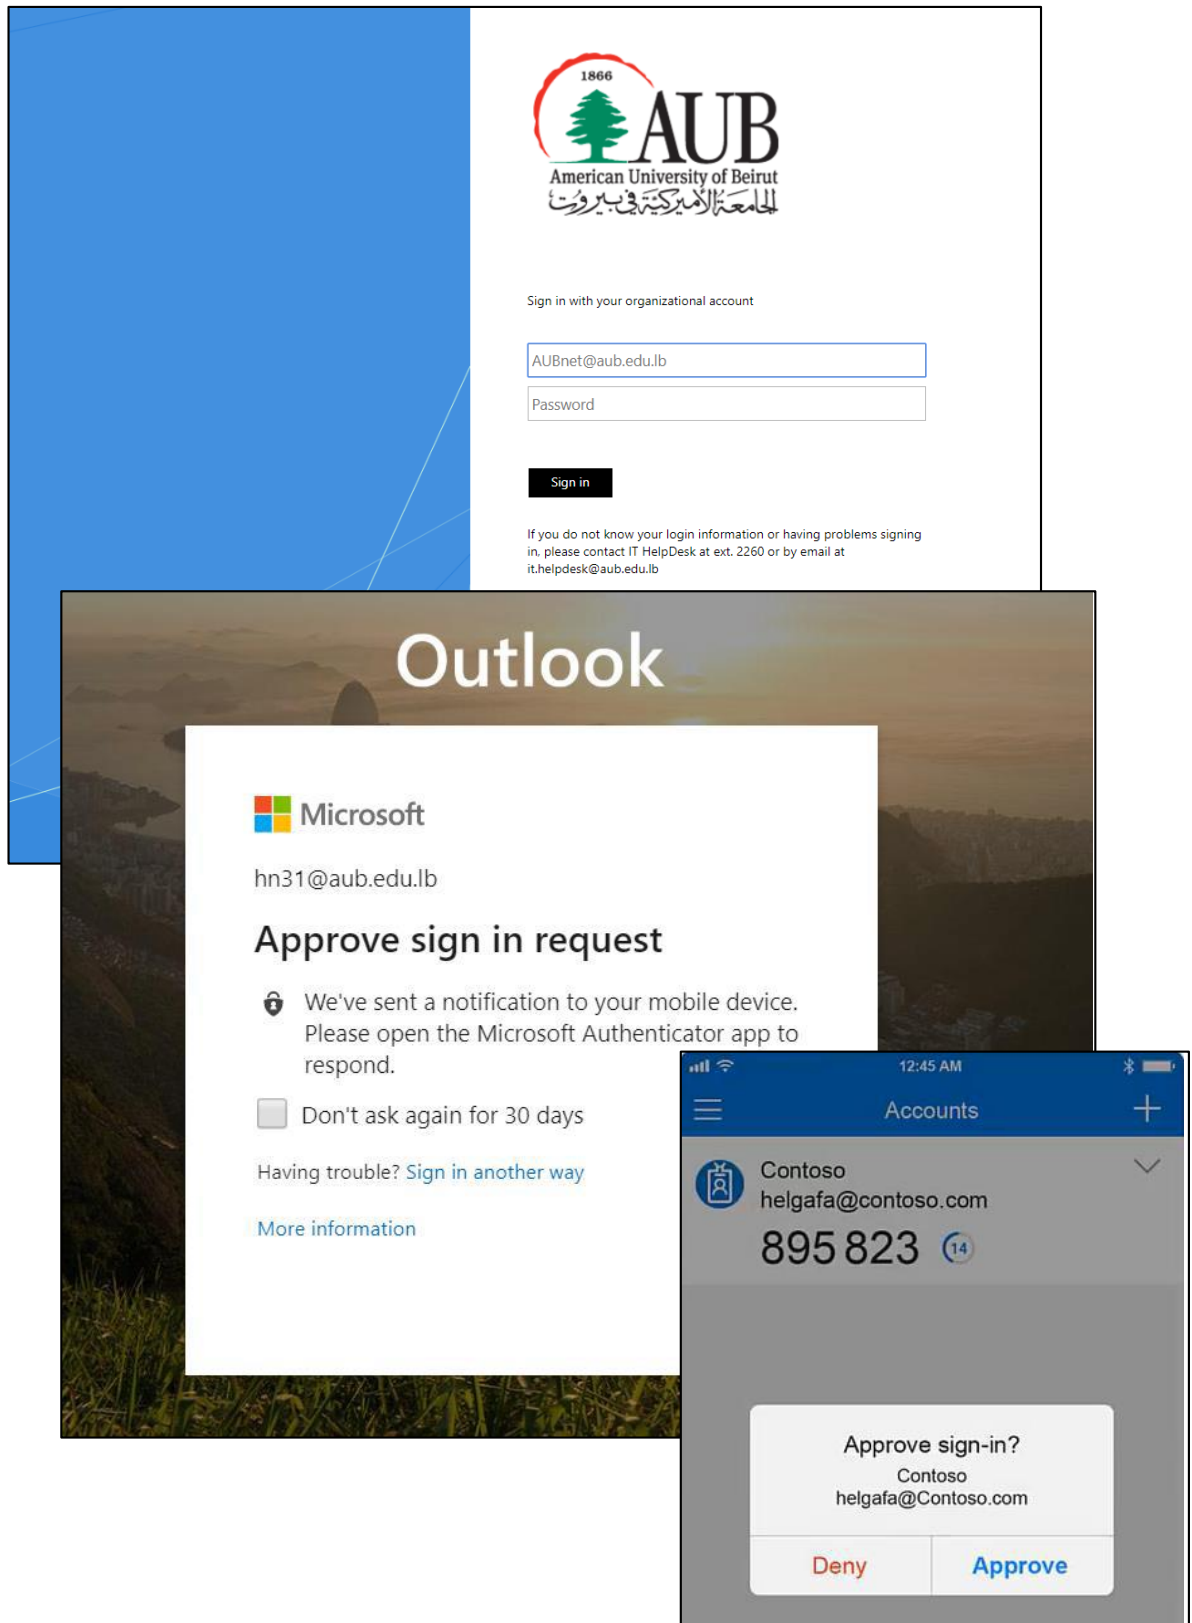 1866
AUB
American University of Beirut
الجامعة الأميركية في بيروت
Sign in with your organizational account
AUBnet@aub.edu.lb
Password
Sign in
If you do not know your login information or having problems signing
in, please contact IT HelpDesk at ext. 2260 or by email at
it.helpdesk@aub.edu.lb
Outlook
Microsoft
hn31@aub.edu.lb
Approve sign in request
We've sent a notification to your mobile device.
Please open the Microsoft Authenticator app to
respond.
Don't ask again for 30 days
Having trouble? Sign in another way
More information
12:45 AM
Accounts
Contoso
helgafa@contoso.com
895 823 14
Approve sign-in?
Contoso
helgafa@Contoso.com
Deny Approve